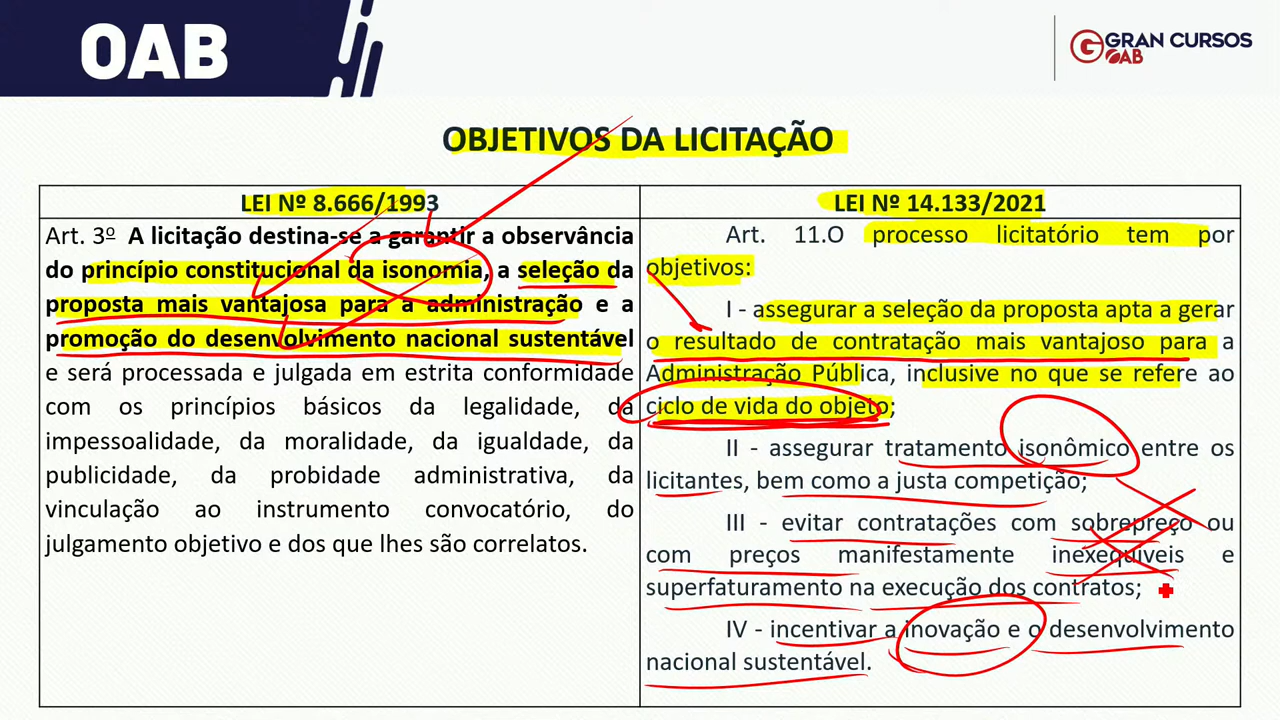 OAB
GRAN CURSOS
OAB
OBJETIVOS DA LICITAÇÃO
LEI Nº 8.666/1993
Art. 3º A licitação destina-se a garantir a observância
do princípio constitucional da isonomia, a seleção da
proposta mais vantajosa para a administração e a
promoção do desenvolvimento nacional sustentável
e será processada e julgada em estrita conformidade
com os princípios básicos da legalidade, da
impessoalidade, da moralidade, da igualdade, da
publicidade, da probidade administrativa, da
vinculação ao instrumento convocatório, do
julgamento objetivo e dos que lhes são correlatos.
LEI Nº 14.133/2021
Art. 11.O processo licitatório tem por
objetivos:
I - assegurar a seleção da proposta apta a gerar
o resultado de contratação mais vantajoso para a
Administração Pública, inclusive no que se refere ao
ciclo de vida do objeto;
II - assegurar tratamento isonômico entre os
licitantes, bem como a justa competição;
III - evitar contratações com sobrepreço ou
com preços manifestamente inexequíveis e
superfaturamento na execução dos contratos;
IV - incentivar a inovação e o desenvolvimento
nacional sustentável.